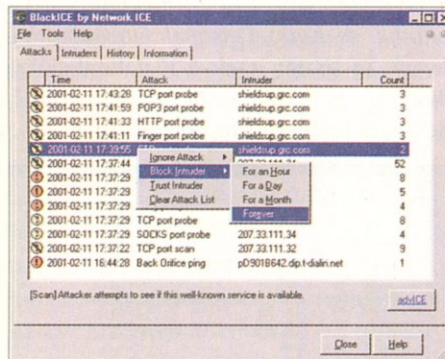 BlackICE by Network ICE
File Tools Help
Attacks Intruders History Information
Time Attack Intruder Count
2001-02-11 17:43:28 TCP port probe shieldsup.grc.com 3
2001-02-11 17:41:59 POP3 port probe shieldsup.grc.com 3
2001-02-11 17:41:33 HTTP port probe shieldsup.grc.com 3
2001-02-11 17:41:11 Finger port probe shieldsup.grc.com 3
2001-02-11 17:39:55 shieldsup.grc.com 2
2001-02-11 17:37:44 52
2001-02-11 17:37:29 8
2001-02-11 17:37:29 5
2001-02-11 17:37:29 4
2001-02-11 17:37:29 TCP port probe 8
2001-02-11 17:37:29 SOCKS port probe 207.33.111.34 4
2001-02-11 17:37:22 TCP port scan 207.33.111.32 9
2001-02-11 16:44:28 Back Orifice ping pD901B642.dip.t-dialin.net 1
Ignore Attack
Block Intruder
Trust Intruder
Clear Attack List
For an Hour
For a Day
For a Month
Forever
[Scan] Attacker attempts to see if this well-known service is available.
advICE
Close Help